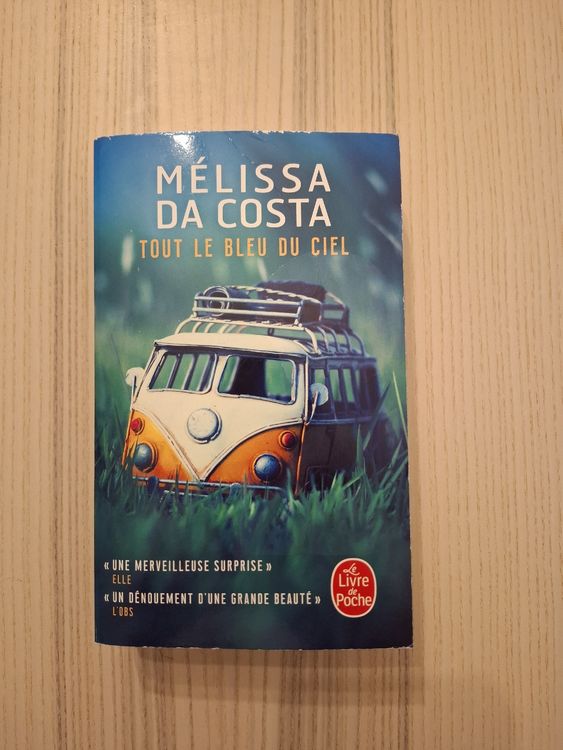 MÉLISSA
DA COSTA
TOUT LE BLEU DU CIEL
« UNE MERVEILLEUSE SURPRISE »
ELLE
« UN DÉNOUEMENT D'UNE GRANDE BEAUTÉ »
L'OBS
Le
Livre
de
Poche